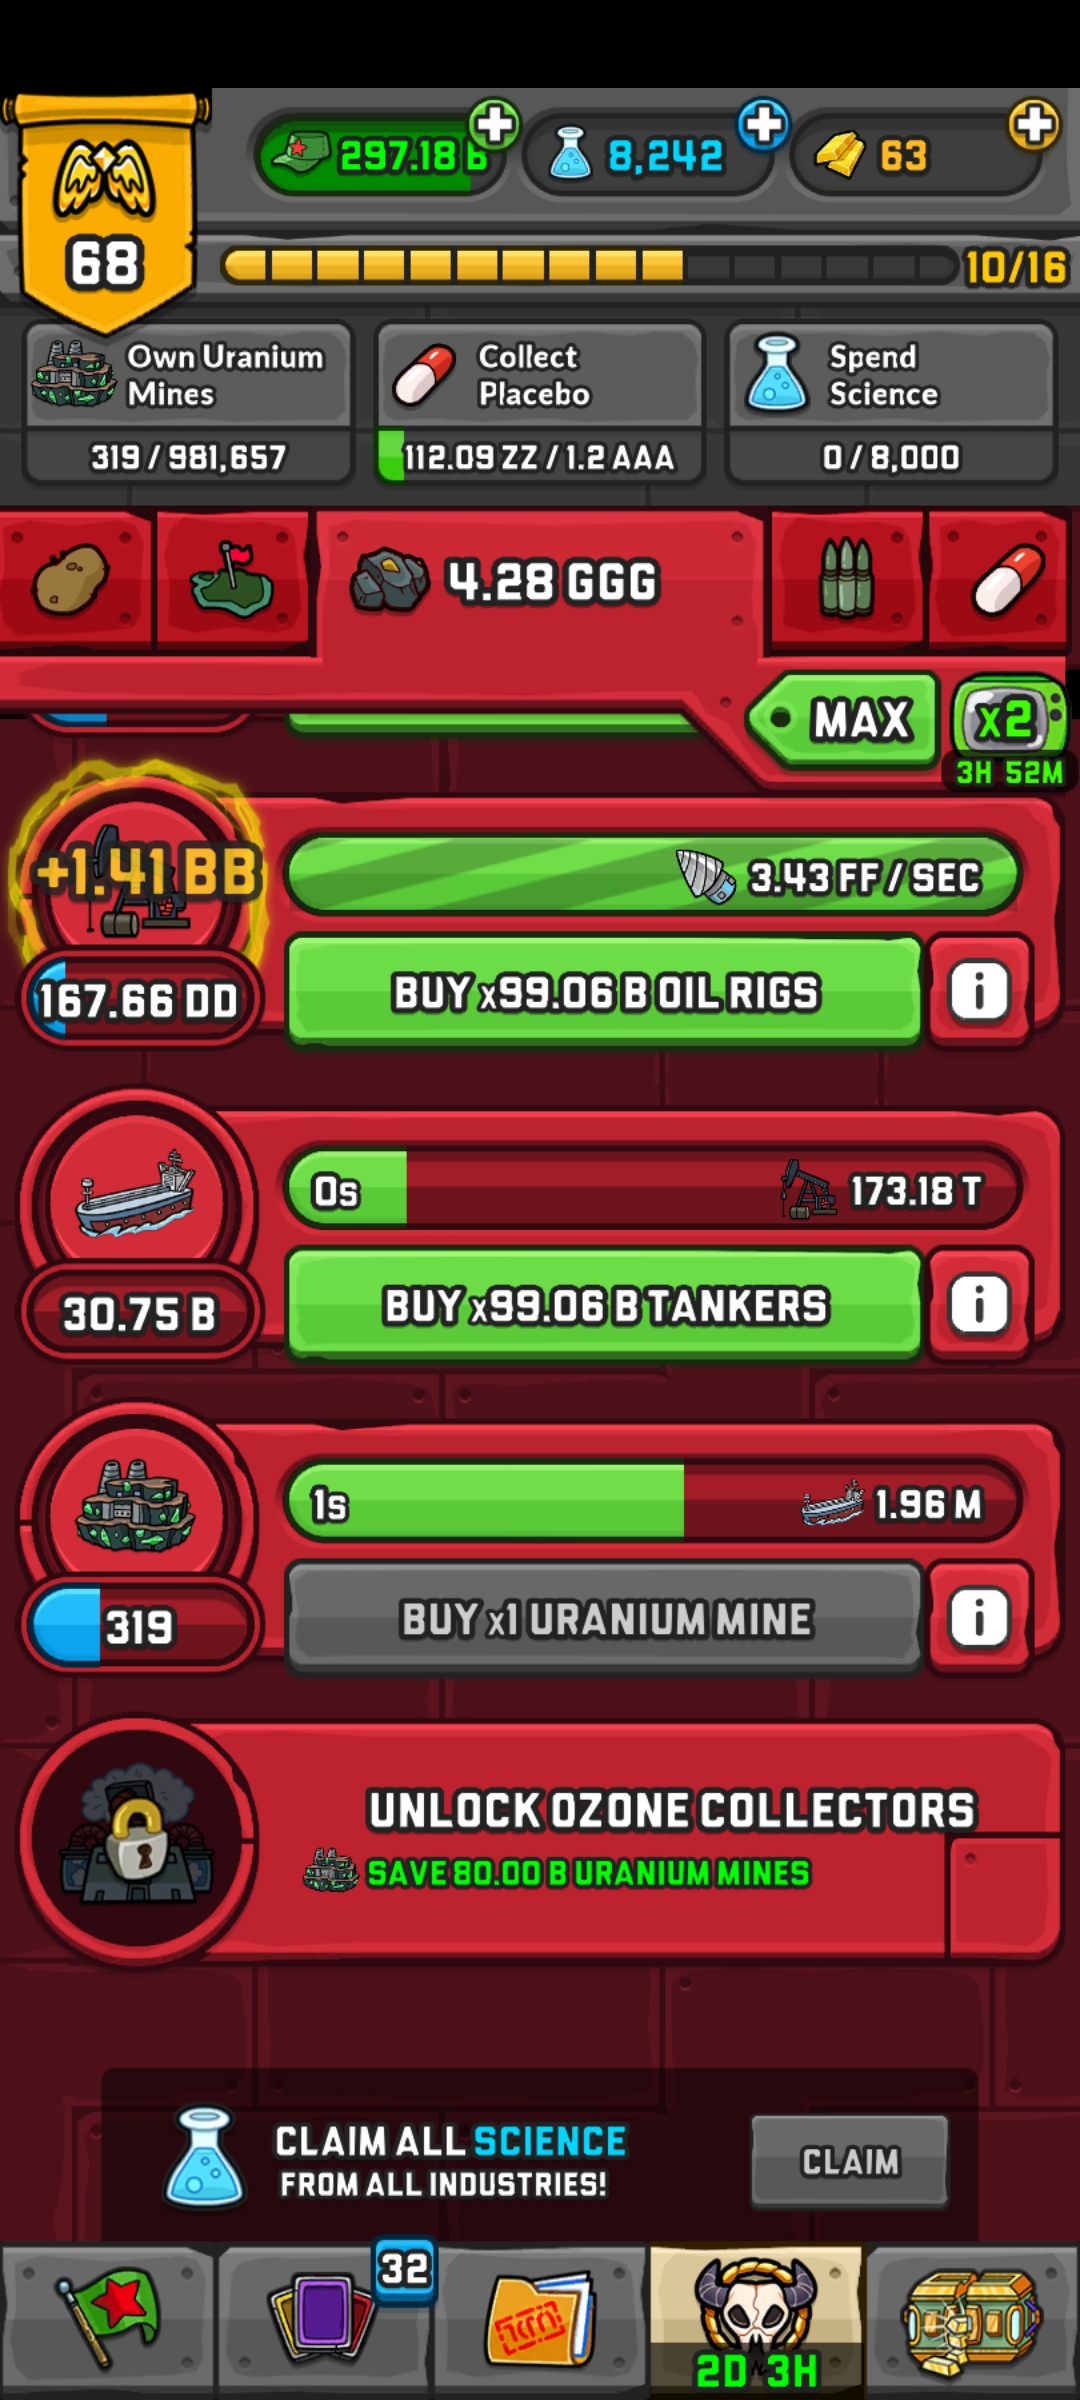 297.18 B
8,242
63
68
10/16
Own Uranium
Mines
319 / 981,657
Collect
Placebo
112.09 ZZ / 1.2 AAA
Spend
Science
0 / 8,000
4.28 GGG
MAX
x2
3H 52M
+1.41 BB
3.43 FF / SEC
167.66 DD
BUY x99.06 B OIL RIGS
i
0s
173.18 T
30.75 B
BUY x99.06 B TANKERS
i
1s
1.96 M
319
BUY x1 URANIUM MINE
i
UNLOCK OZONE COLLECTORS
SAVE 80.00 B URANIUM MINES
CLAIM ALL SCIENCE
FROM ALL INDUSTRIES!
CLAIM
32
2D 3H